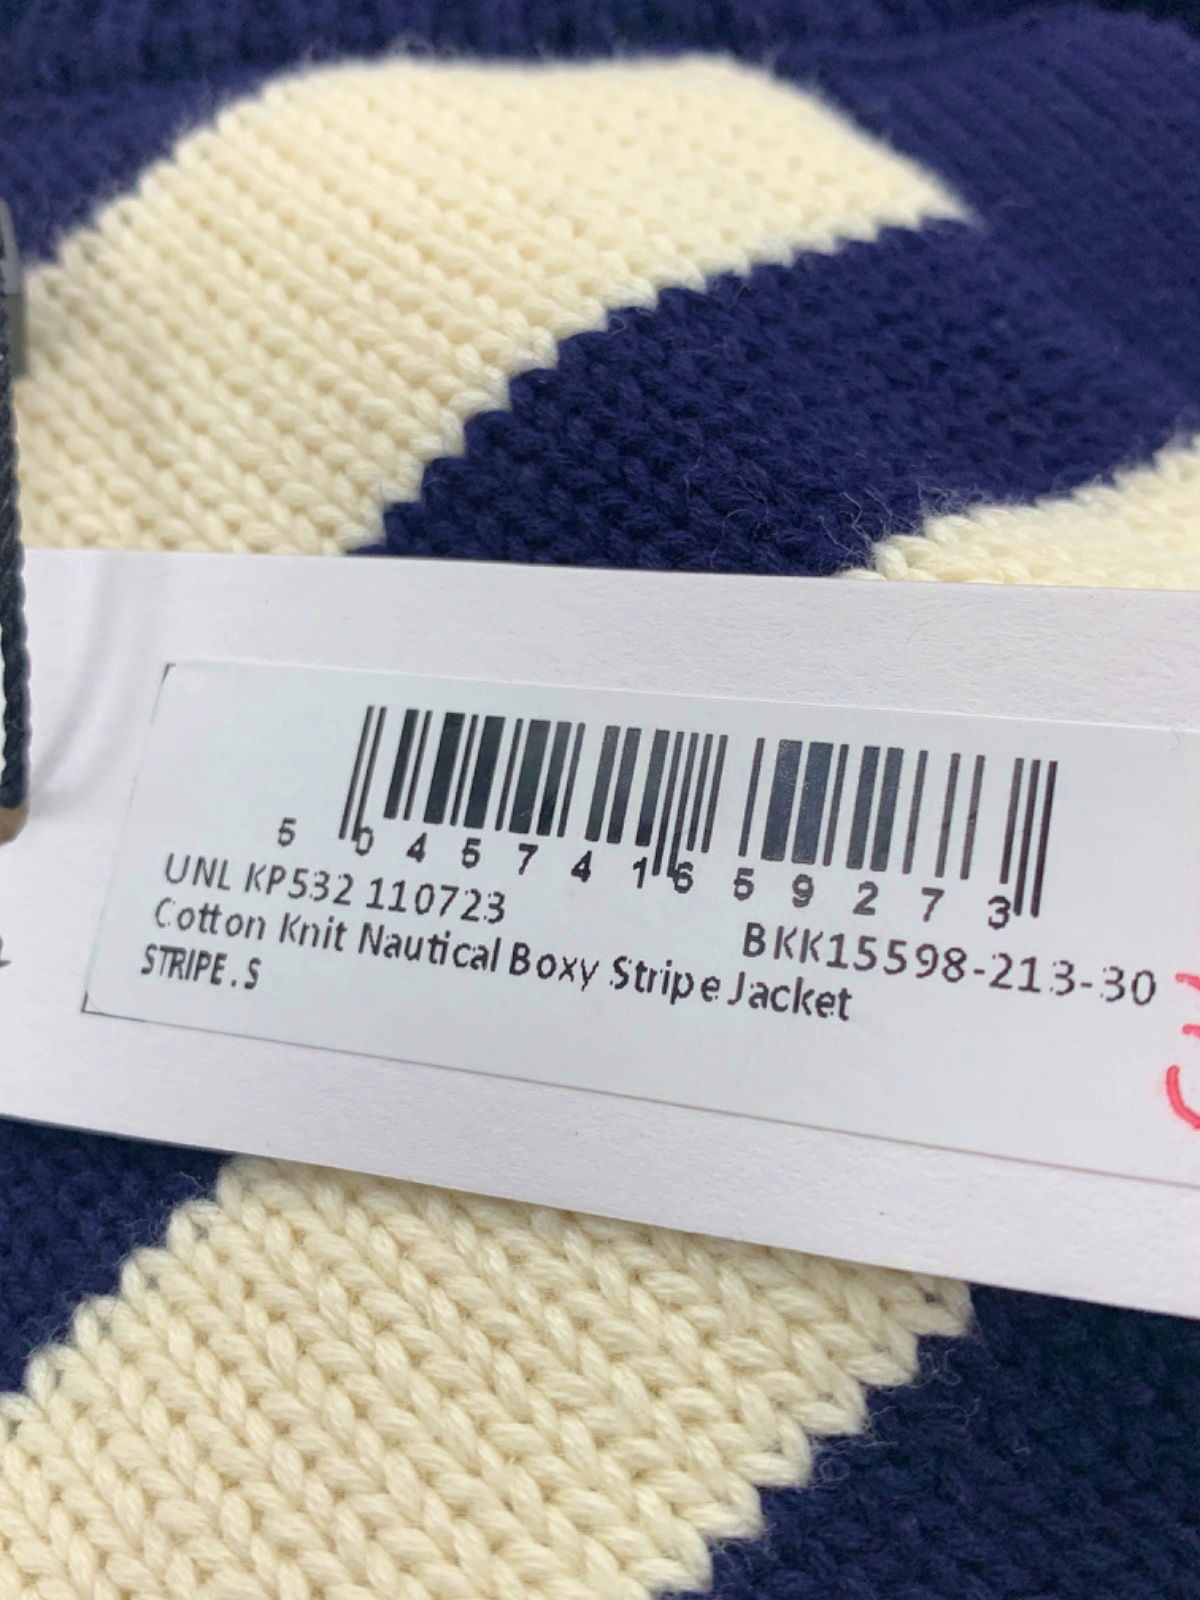 5 045741 659273
UNL KP532 110723
BKK15598-213-30
Cotton Knit Nautical Boxy Stripe Jacket
STRIPE.S